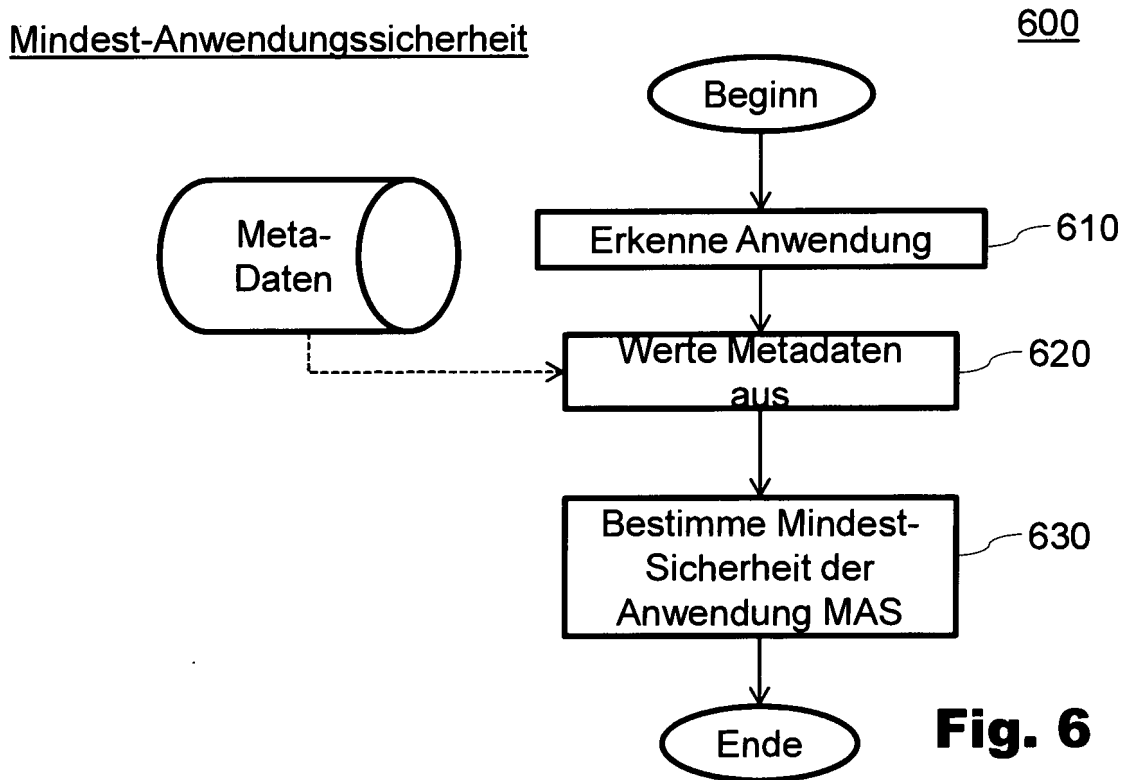 Mindest-Anwendungssicherheit
600
Beginn
Meta-
Daten
Erkenne Anwendung
610
Werte Metadaten
aus
620
Bestimme Mindest-
Sicherheit der
Anwendung MAS
630
Ende
Fig. 6